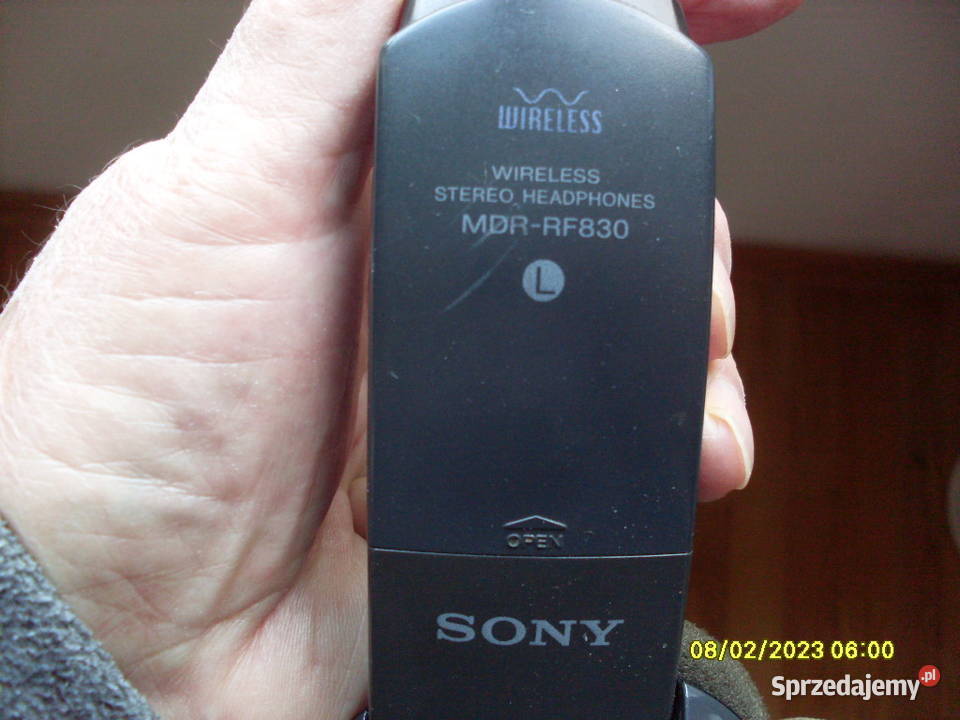 WIRELESS
WIRELESS
STEREO HEADPHONES
MDR-RF830
L
OPEN
SONY
08/02/2023 06:00
Sprzedajemy.pl